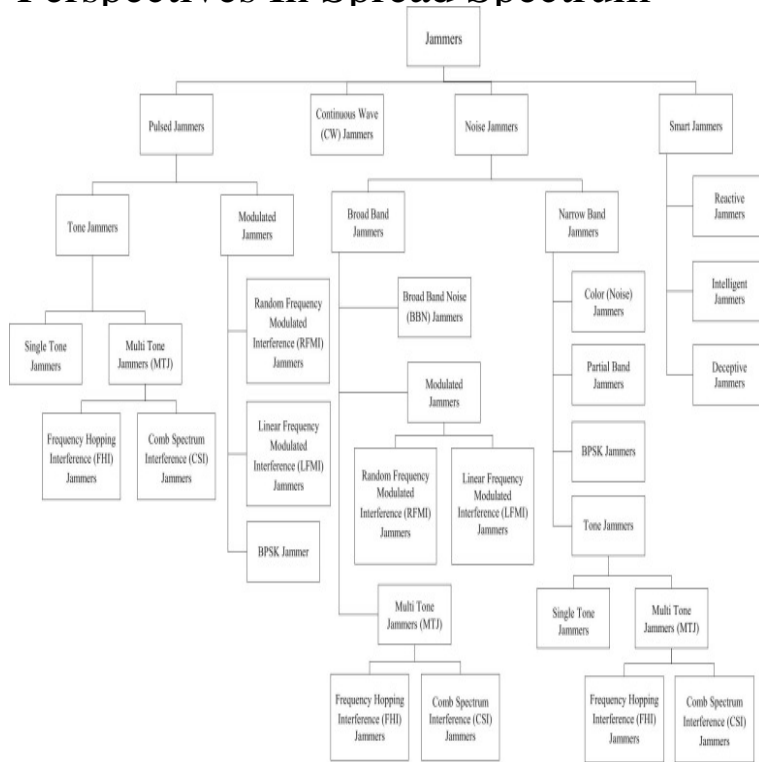 Perspectives In Spread Spectrum
Jammers
Pulsed Jammers
Continuous Wave
(CW) Jammers
Noise Jammers
Smart Jammers
Tone Jammers
Modulated
Jammers
Broad Band
Jammers
Narrow Band
Jammers
Reactive
Jammers
Intelligent
Jammers
Deceptive
Jammers
Single Tone
Jammers
Multi Tone
Jammers (MTJ)
Frequency Hopping
Interference (FHI)
Jammers
Comb Spectrum
Interference (CSI)
Jammers
Random Frequency
Modulated
Interference (RFMI)
Jammers
Linear Frequency
Modulated
Interference (LFMI)
Jammers
BPSK Jammer
Broad Band Noise
(BBN) Jammers
Modulated
Jammers
Random Frequency
Modulated
Interference (RFMI)
Jammers
Linear Frequency
Modulated
Interference (LFMI)
Jammers
Multi Tone
Jammers (MTJ)
Frequency Hopping
Interference (FHI)
Jammers
Comb Spectrum
Interference (CSI)
Jammers
Color (Noise)
Jammers
Partial Band
Jammers
BPSK Jammers
Tone Jammers
Single Tone
Jammers
Multi Tone
Jammers (MTJ)
Frequency Hopping
Interference (FHI)
Jammers
Comb Spectrum
Interference (CSI)
Jammers